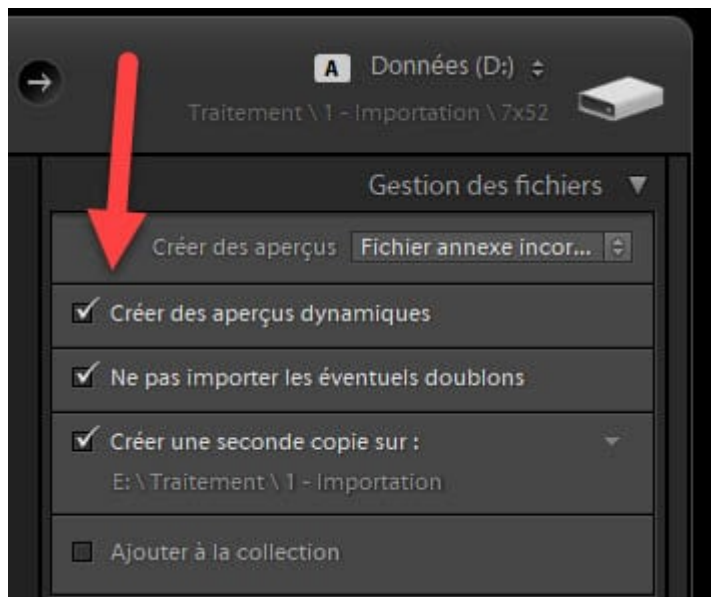 A Données (D:)
Traitement \ 1 - Importation \ 7x52
Gestion des fichiers
Créer des aperçus Fichier annexe incor...
Créer des aperçus dynamiques
Ne pas importer les éventuels doublons
Créer une seconde copie sur :
E: \ Traitement \ 1 - Importation
Ajouter à la collection